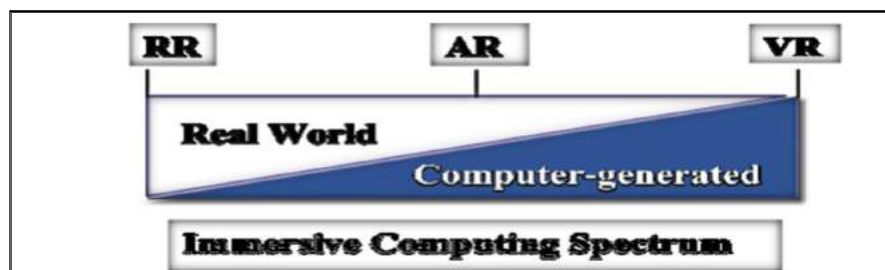 RR AR VR
Real World
Computer-generated
Immersive Computing Spectrum